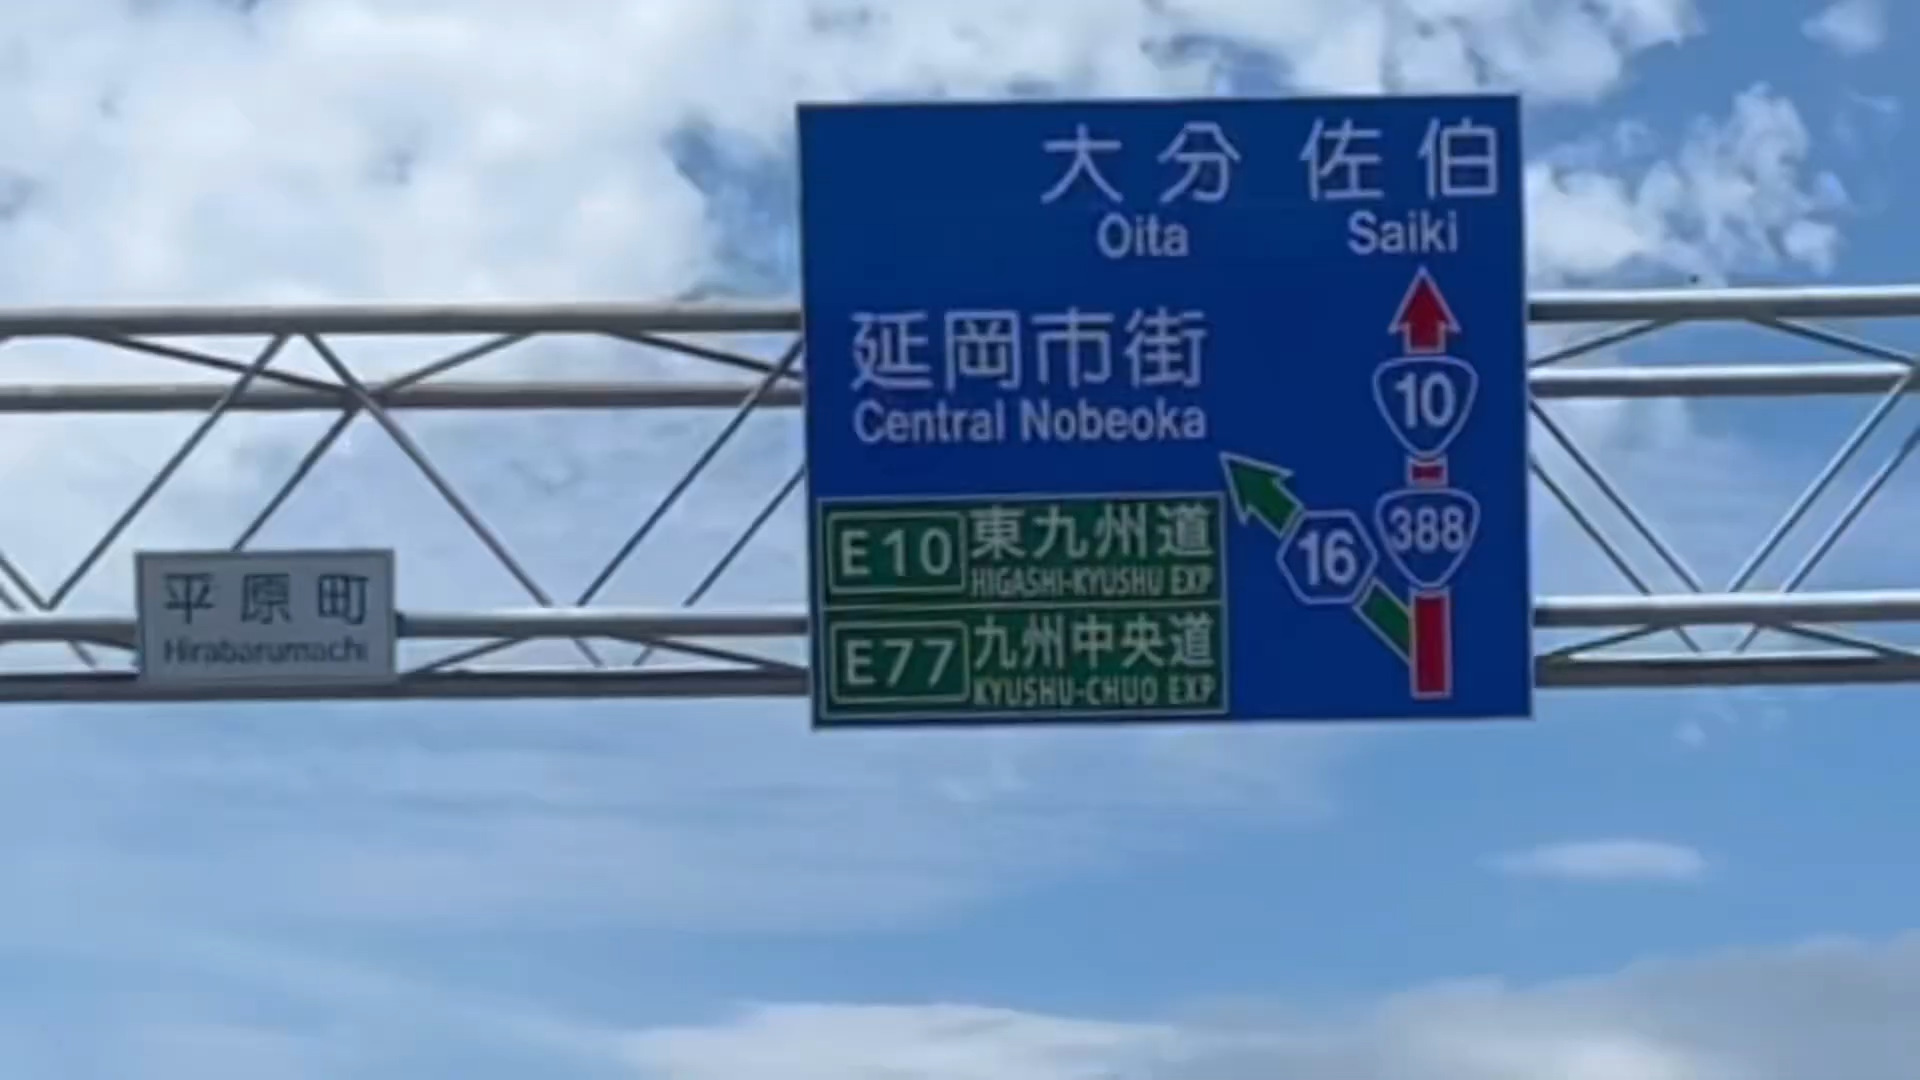 大分 佐伯
Oita Saiki
延岡市街
Central Nobeoka
10
388
16
E10 東九州道
HIGASHI-KYUSHU EXP
E77 九州中央道
KYUSHU-CHUO EXP
平原町
Hirabarumachi